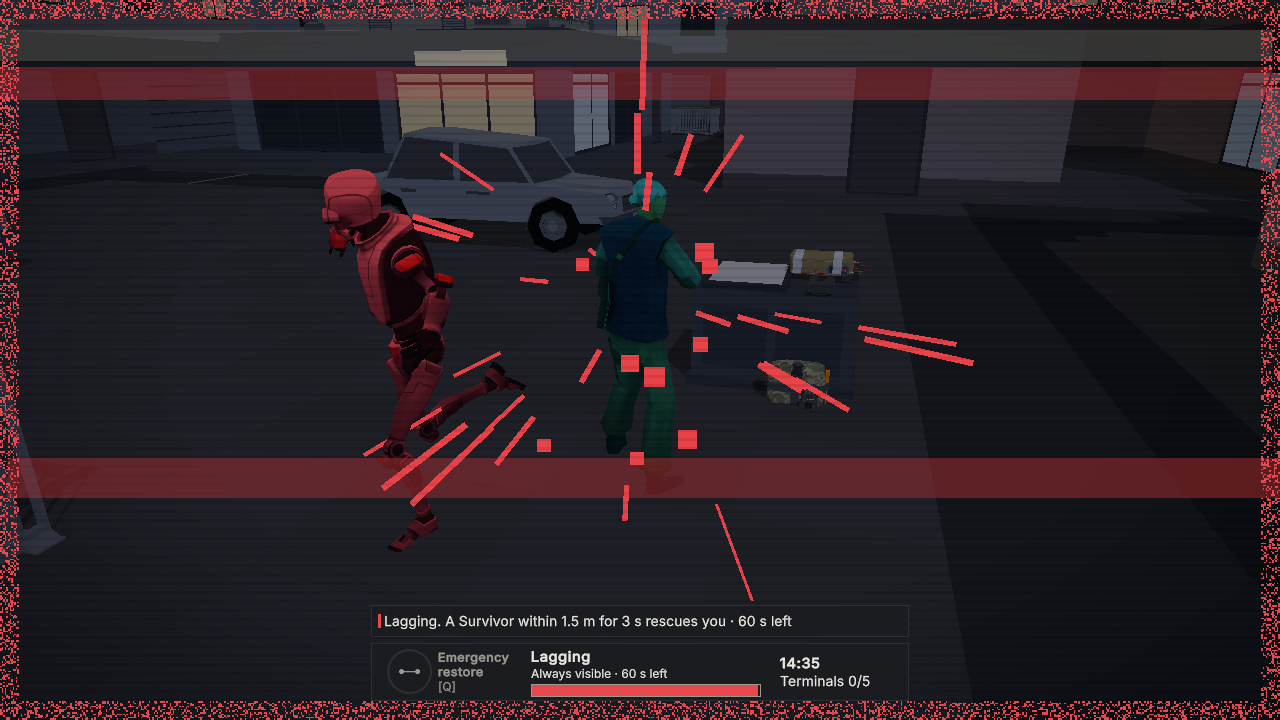 Lagging. A Survivor within 1.5 m for 3 s rescues you · 60 s left
Emergency
restore
[Q]
Lagging
Always visible · 60 s left
14:35
Terminals 0/5